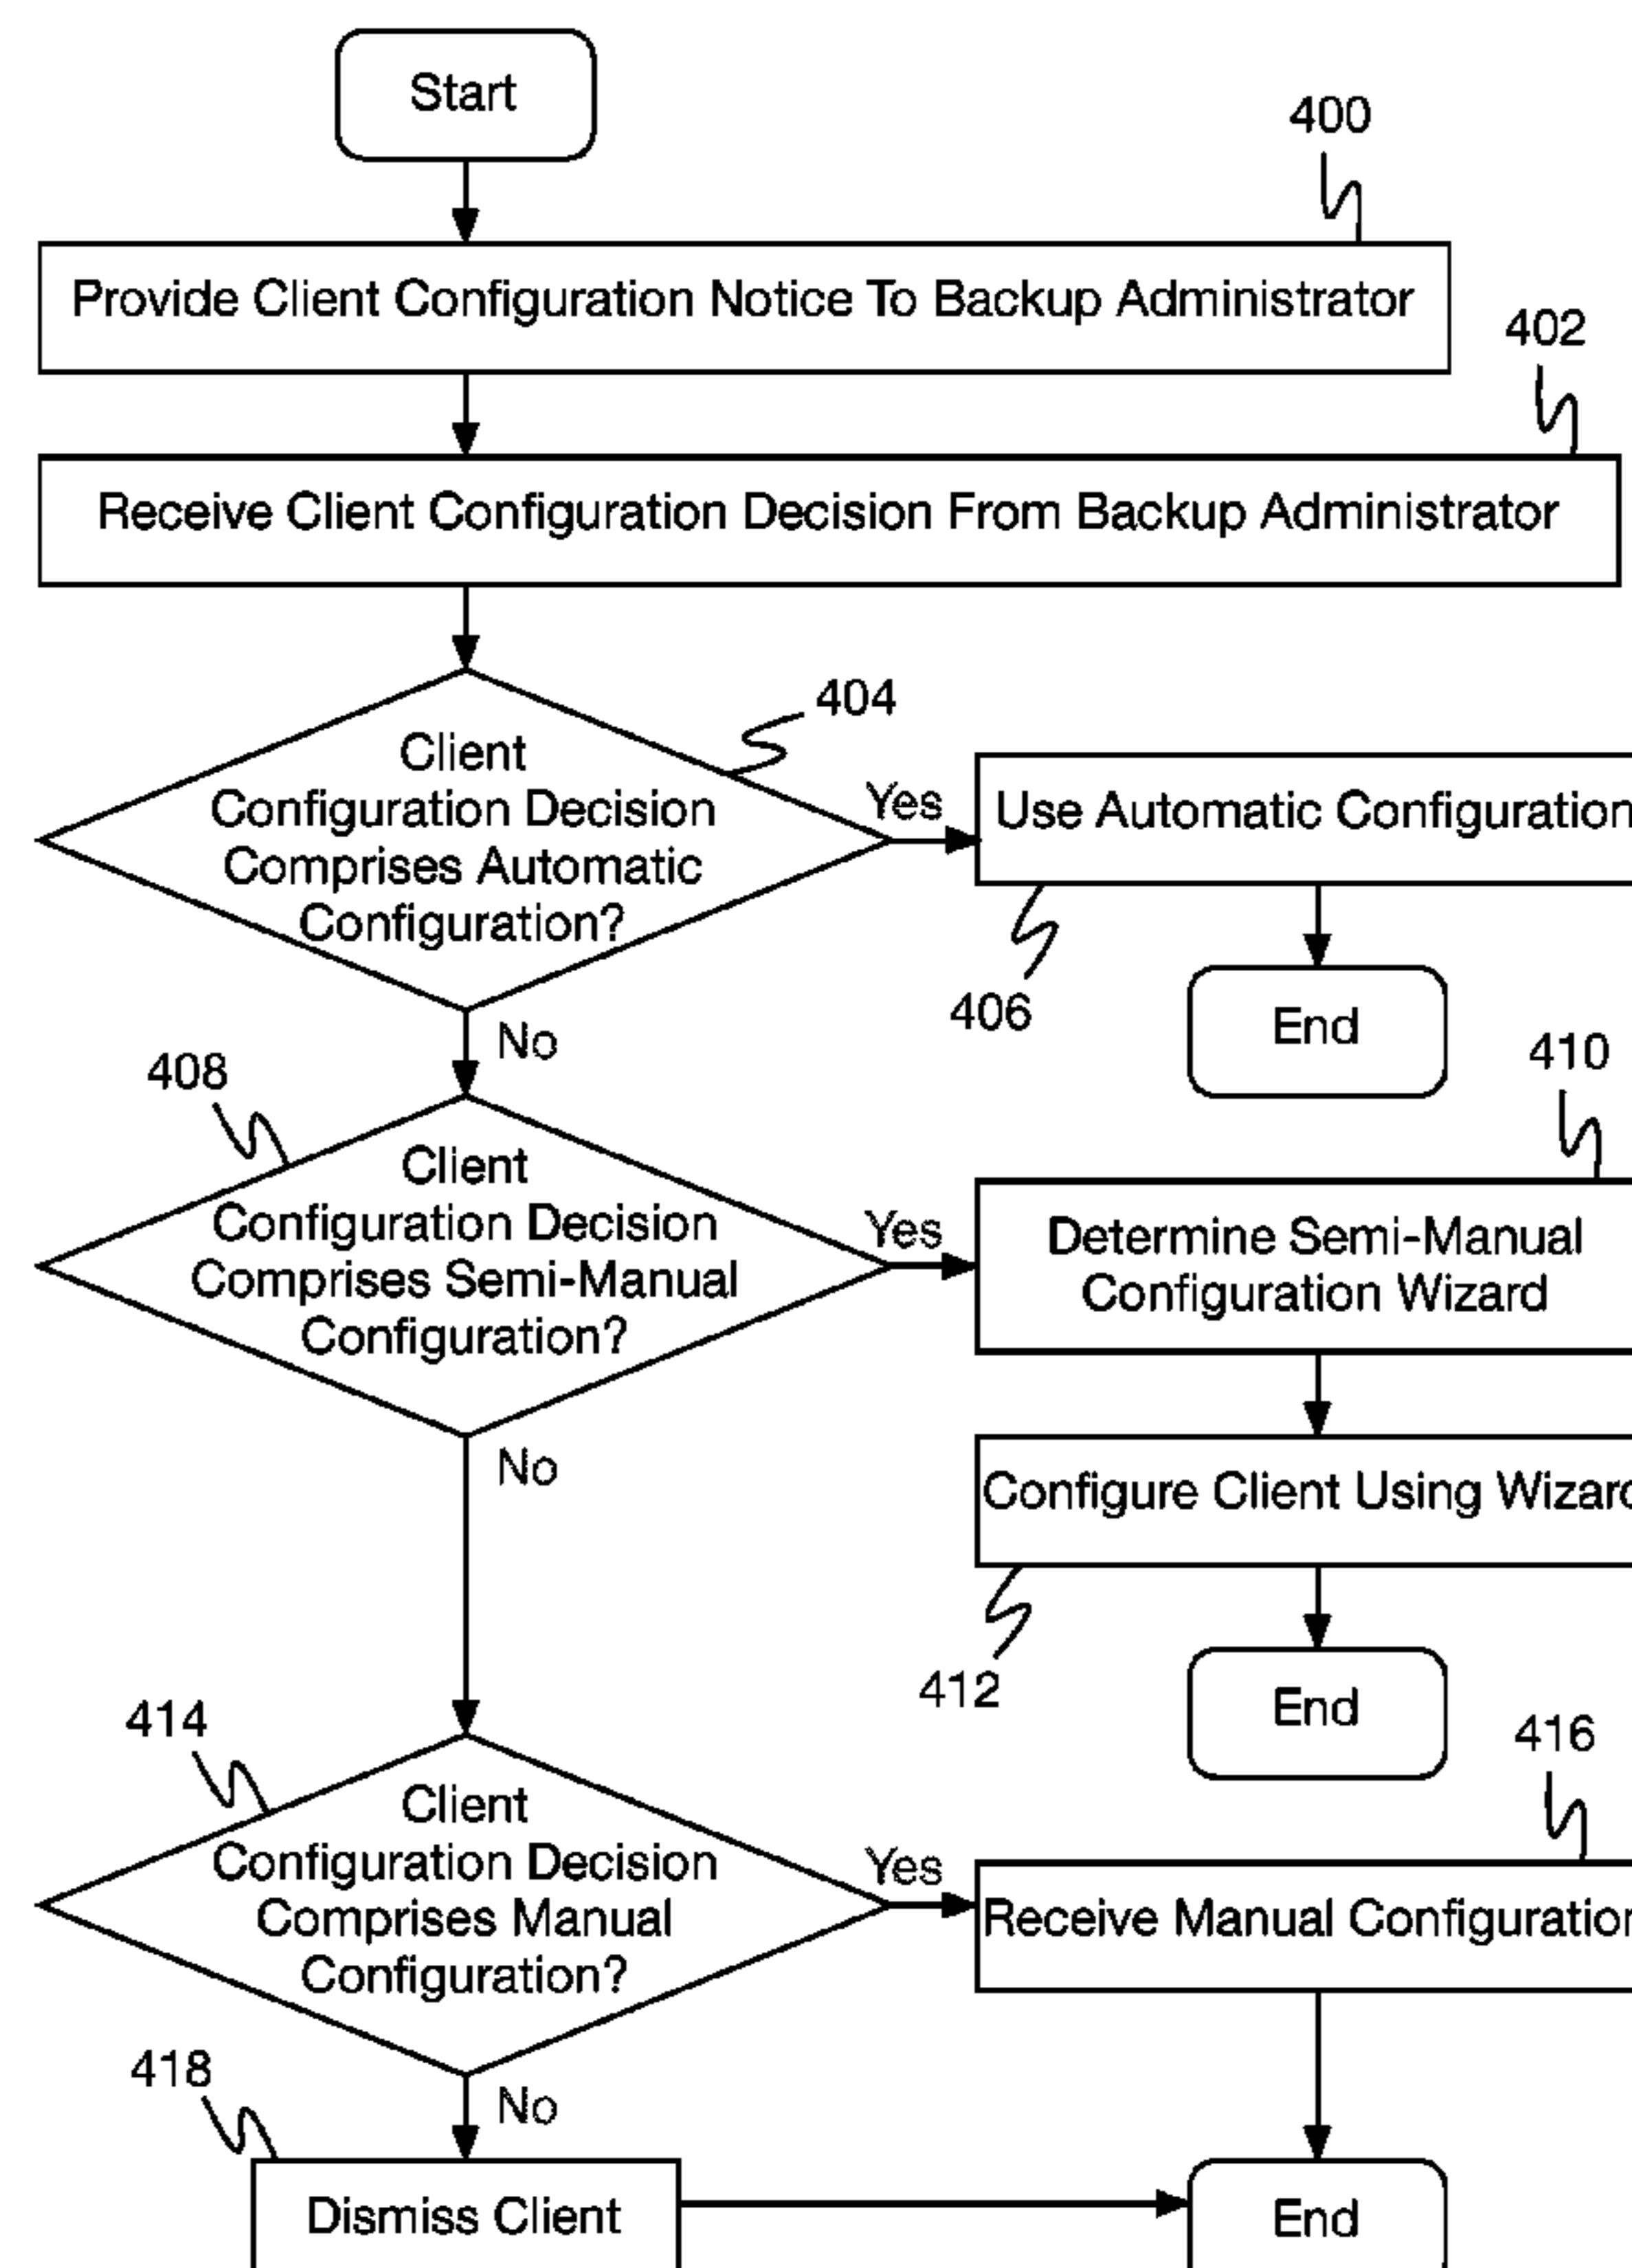 Start
400
Provide Client Configuration Notice To Backup Administrator
402
Receive Client Configuration Decision From Backup Administrator
404
Client
Configuration Decision
Comprises Automatic
Configuration?
Yes
Use Automatic Configuration
406
End
No
408
410
Client
Configuration Decision
Comprises Semi-Manual
Configuration?
Yes
Determine Semi-Manual
Configuration Wizard
No
Configure Client Using Wizard
412
End
414
416
Client
Configuration Decision
Comprises Manual
Configuration?
Yes
Receive Manual Configuration
418
No
Dismiss Client
End